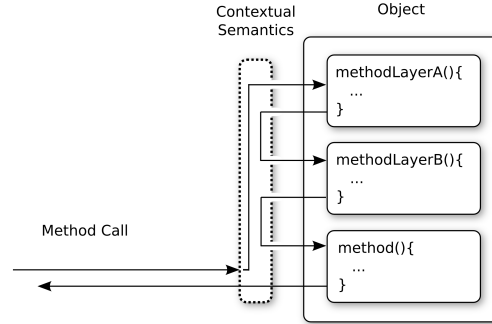 Contextual
Semantics
Object
methodLayerA(){
...
}
methodLayerB(){
...
}
Method Call
method(){
...
}